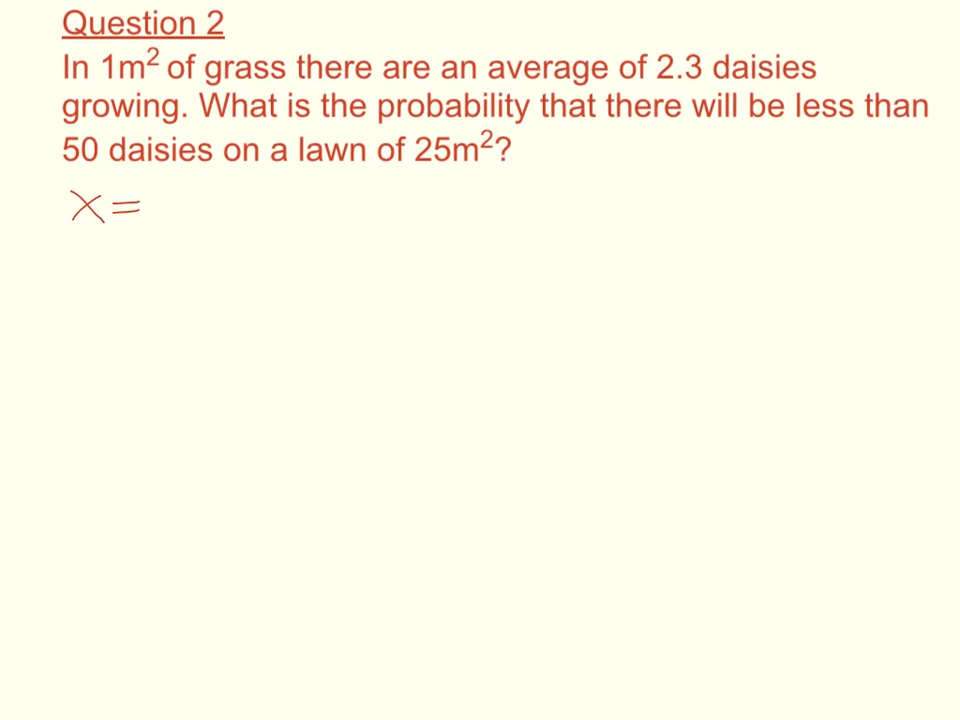 Question 2
In 1m² of grass there are an average of 2.3 daisies
growing. What is the probability that there will be less than
50 daisies on a lawn of 25m²?
X=